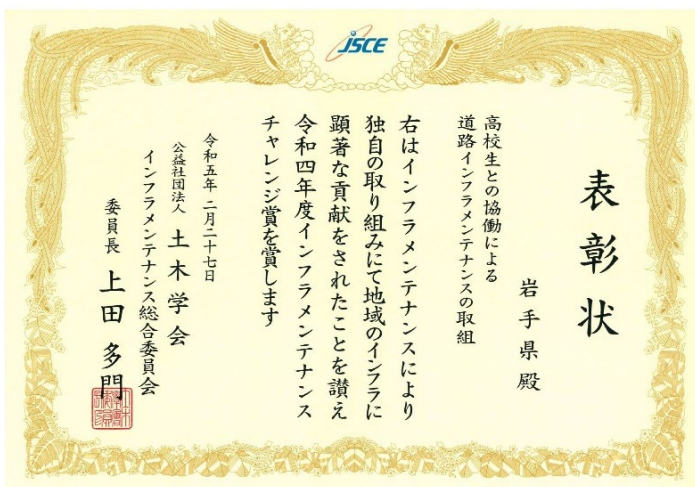 JSCE
表彰状
岩手県殿
高校生との協働による
道路インフラメンテナンスの取組
右はインフラメンテナンスにより
独自の取り組みにて地域のインフラに
顕著な貢献をされたことを讃え
令和四年度インフラメンテナンス
チャレンジ賞を賞します
令和五年二月二十七日
公益社団法人 土木学会
インフラメンテナンス総合委員会
委員長 上田多門